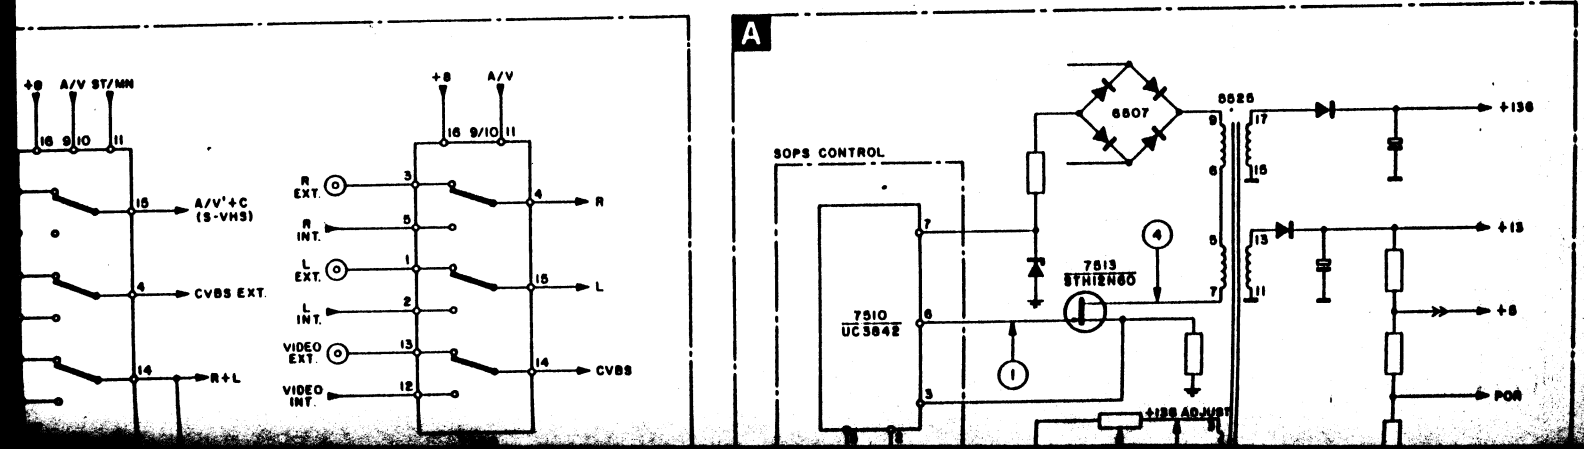 +8 A/V ST/MN
16 9 10 11
15 A/V'+C
(S-VHS)
4 CVBS EXT.
14 R+L
+8 A/V
16 9/10 11
R
EXT.
3
4 R
R
INT.
5
L
EXT.
1
15 L
L
INT.
2
VIDEO
EXT.
13
14 CVBS
VIDEO
INT.
12
A
SOPS CONTROL
7510
UC3842
7
6
3
6507
7513
STH12N60
1
4
5525
9
6
5
7
17
15
13
11
+13
+8
POR
+136 ADJUST